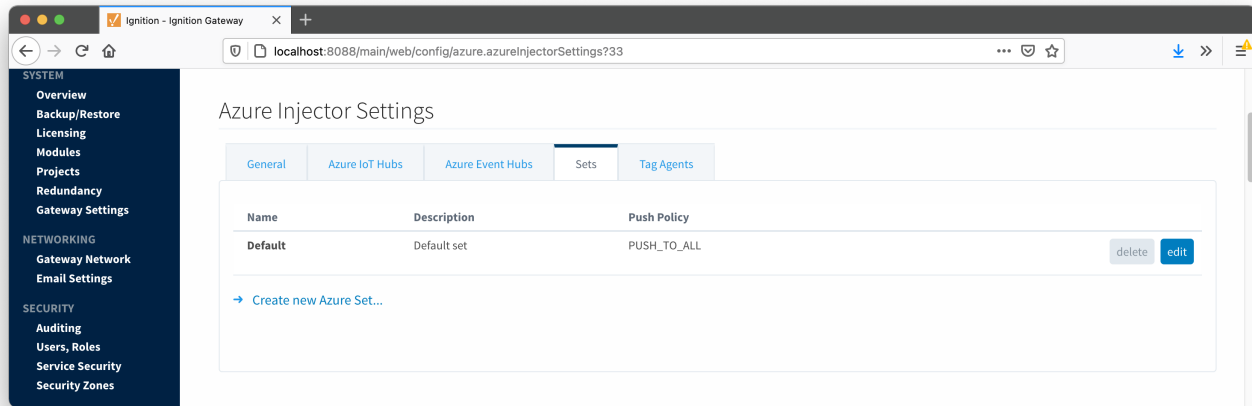 Ignition - Ignition Gateway
localhost:8088/main/web/config/azure.azureInjectorSettings?33
SYSTEM
Overview
Backup/Restore
Licensing
Modules
Projects
Redundancy
Gateway Settings
NETWORKING
Gateway Network
Email Settings
SECURITY
Auditing
Users, Roles
Service Security
Security Zones
Azure Injector Settings
General Azure IoT Hubs Azure Event Hubs Sets Tag Agents
Name Description Push Policy
Default Default set PUSH_TO_ALL delete edit
➔ Create new Azure Set...